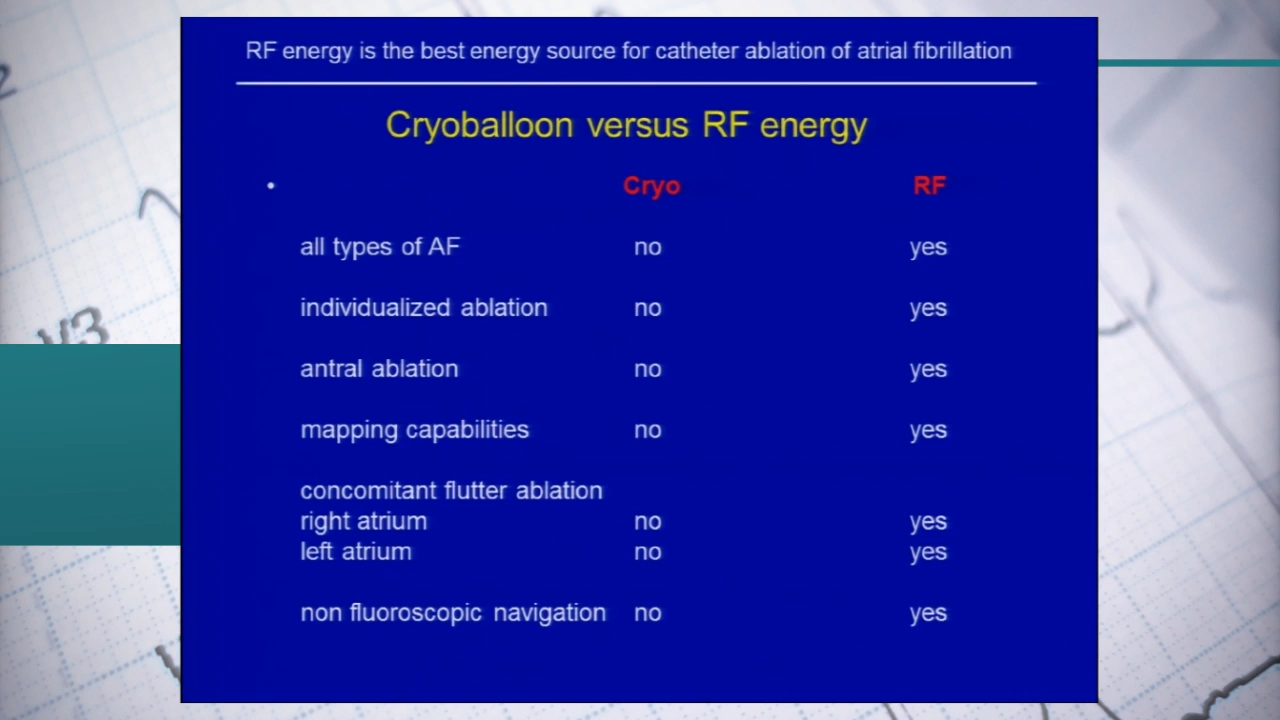 RF energy is the best energy source for catheter ablation of atrial fibrillation
Cryoballoon versus RF energy
• Cryo RF
all types of AF no yes
individualized ablation no yes
antral ablation no yes
mapping capabilities no yes
concomitant flutter ablation
right atrium no yes
left atrium no yes
non fluoroscopic navigation no yes
V3
2